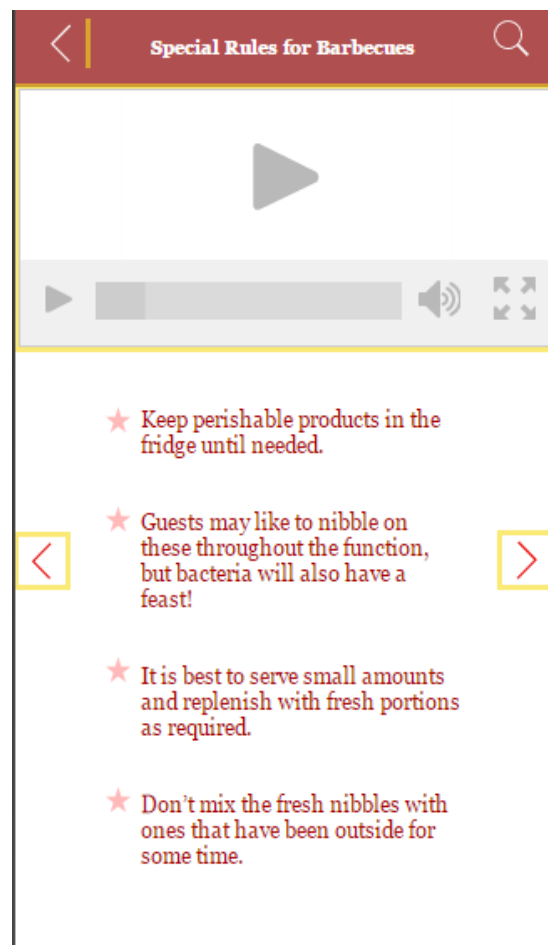 Special Rules for Barbecues
Keep perishable products in the
fridge until needed.
Guests may like to nibble on
these throughout the function,
but bacteria will also have a
feast!
It is best to serve small amounts
and replenish with fresh portions
as required.
Don't mix the fresh nibbles with
ones that have been outside for
some time.